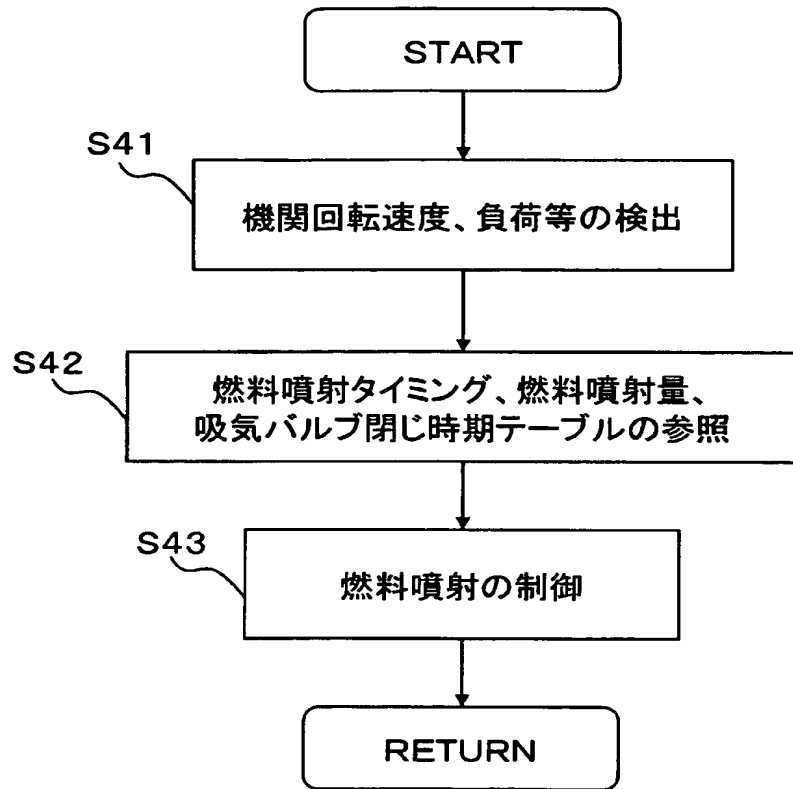 START
S41
機関回転速度、負荷等の検出
S42
燃料噴射タイミング、燃料噴射量、
吸気バルブ閉じ時期テーブルの参照
S43
燃料噴射の制御
RETURN